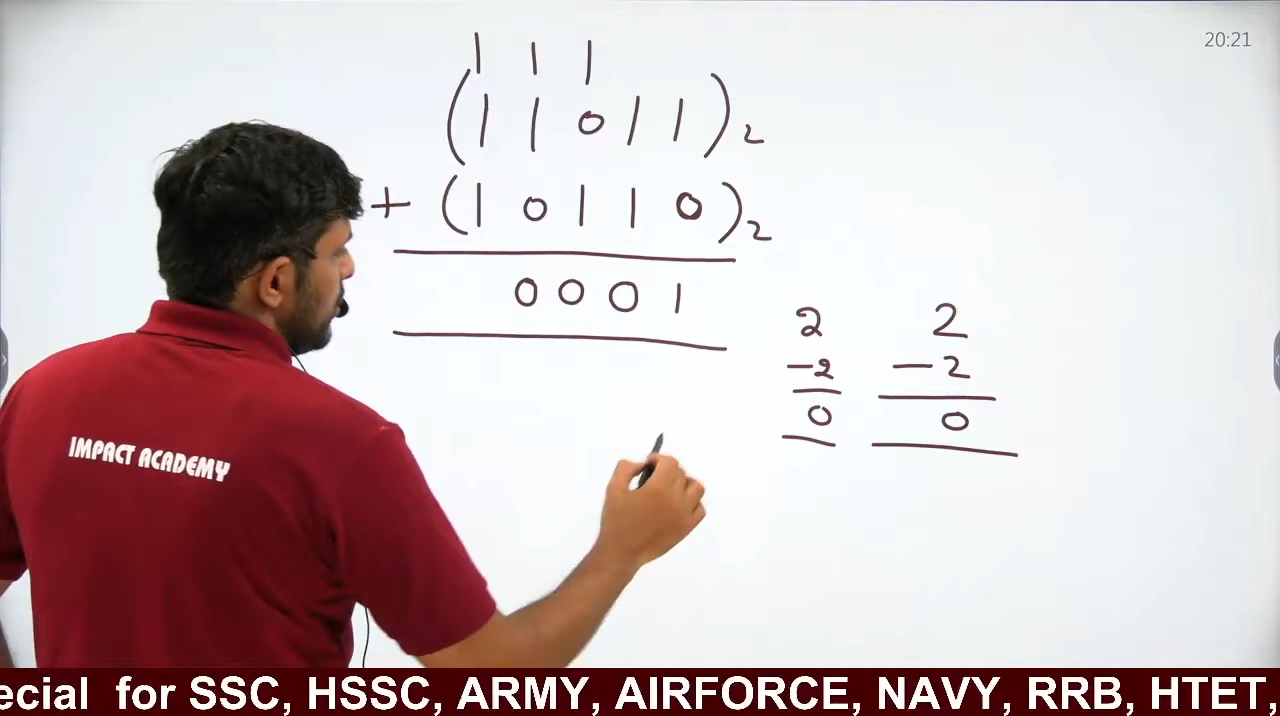 20:21
1 1 1
(1 1 0 1 1)2
+ (1 0 1 1 0)2
0 0 0 1
2
-2
0
2
-2
0
IMPACT ACADEMY
ecial for SSC, HSSC, ARMY, AIRFORCE, NAVY, RRB, HTET,